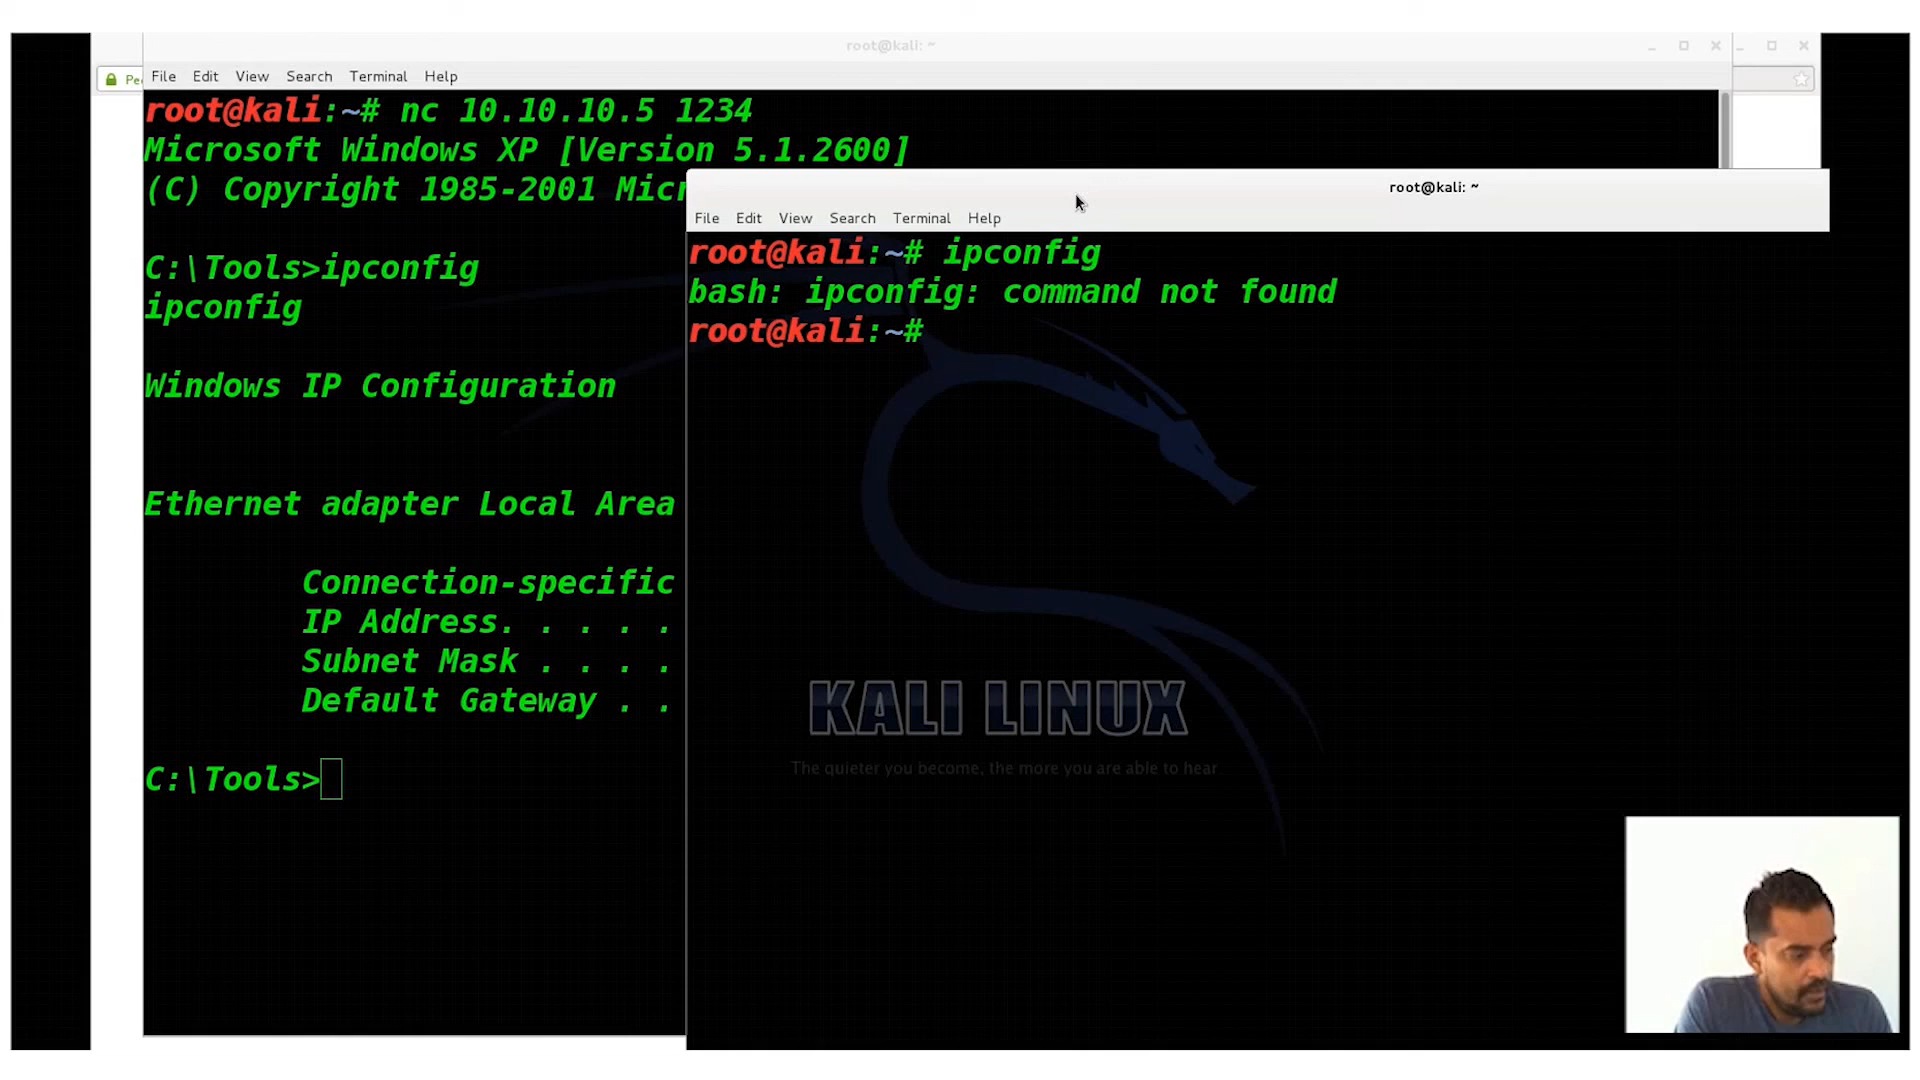 root@kali: ~
File Edit View Search Terminal Help
root@kali:~# nc 10.10.10.5 1234
Microsoft Windows XP [Version 5.1.2600]
(C) Copyright 1985-2001 Micr
C:\Tools>ipconfig
ipconfig
Windows IP Configuration
Ethernet adapter Local Area
Connection-specific
IP Address. . . . .
Subnet Mask . . . .
Default Gateway . .
C:\Tools>
root@kali: ~
File Edit View Search Terminal Help
root@kali:~# ipconfig
bash: ipconfig: command not found
root@kali:~#
KALI LINUX
The quieter you become, the more you are able to hear